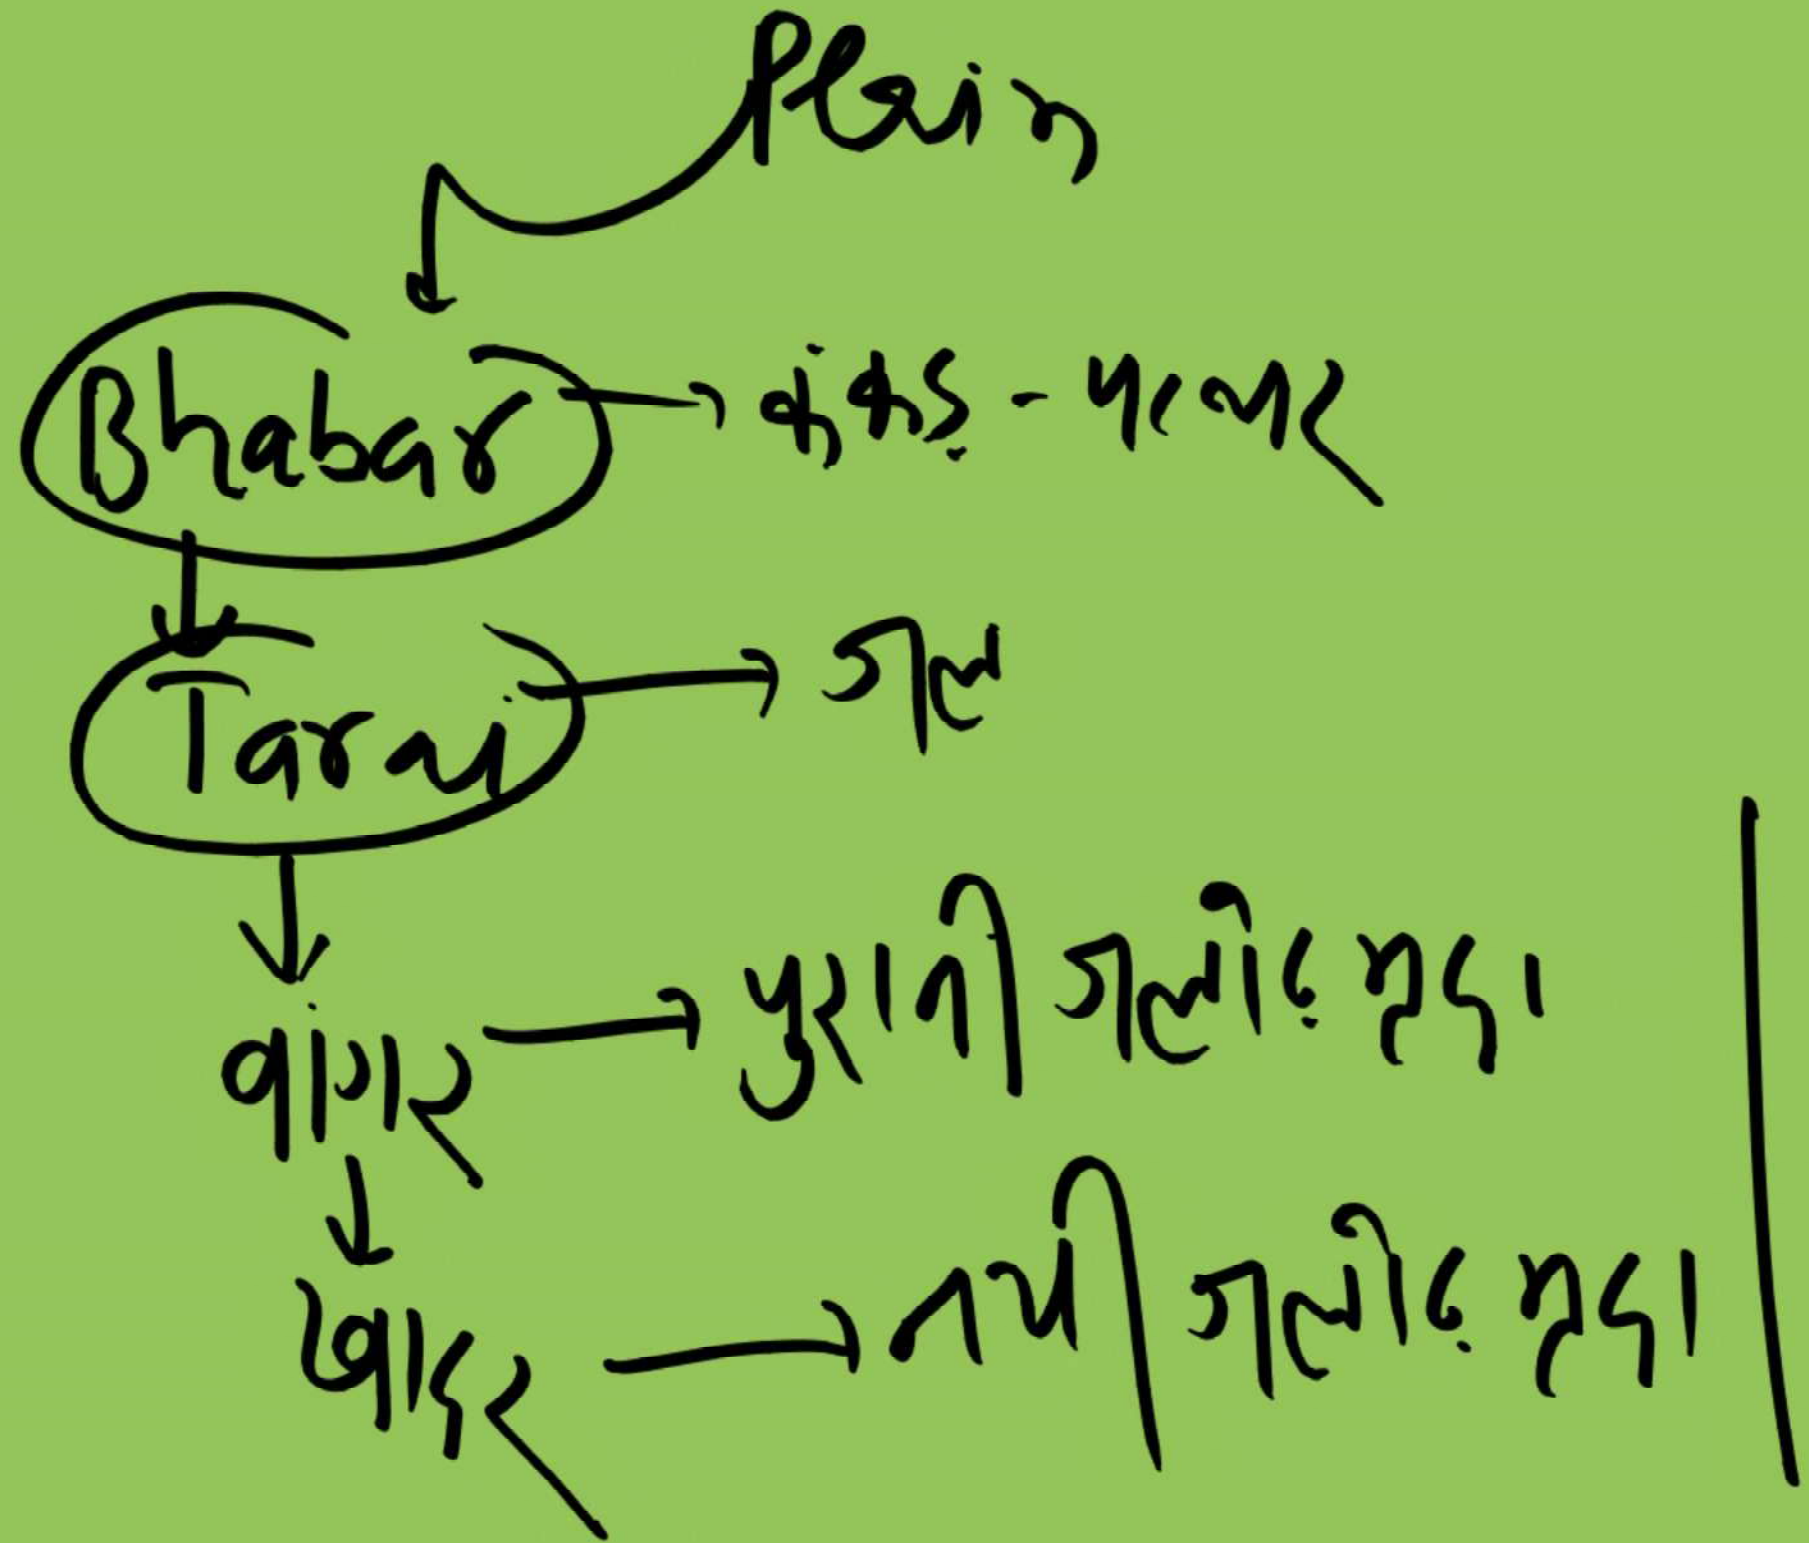 Plain
Bhabar → कंकड़ - पत्थर
Tarai → जल
बांगर → पुरानी जलोढ़ मृदा
खादर → नयी जलोढ़ मृदा